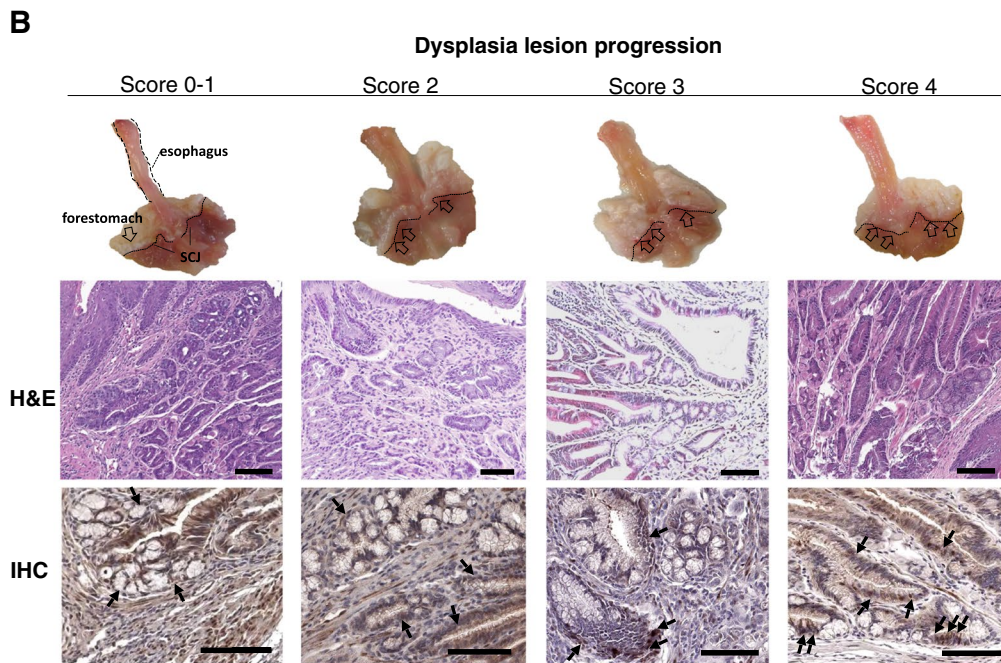 B
Dysplasia lesion progression
Score 0-1
Score 2
Score 3
Score 4
esophagus
forestomach
SCJ
H&E
IHC